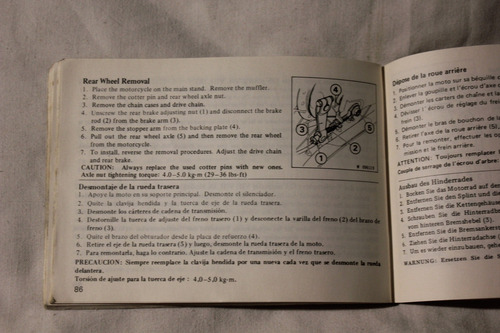 Rear Wheel Removal
1. Place the motorcycle on the main stand. Remove the muffler.
2. Remove the cotter pin and rear wheel axle nut.
3. Remove the chain cases and drive chain.
4. Unscrew the rear brake adjusting nut (1) and disconnect the brake
rod (2) from the brake arm (3).
5. Remove the stopper arm from the backing plate (4).
6. Pull out the rear wheel axle (5) and then remove the rear wheel
from the motorcycle.
7. To install, reverse the removal procedures. Adjust the drive chain
and rear brake.
CAUTION: Always replace the used cotter pins with new ones.
Axle nut tightening torque: 4.0-5.0 kg-m (29-36 lbs-ft)
4
3
5
1
2
Desmontaje de la rueda trasera
1. Apoye la moto en su soporte principal. Desmonte el silenciador.
2. Quite la clavija hendida y la tuerca de eje de la rueda trasera.
3. Desmonte los cárteres de cadena de transmisión.
4. Destornille la tuerca de ajuste del freno trasero (1) y desconecte la varilla del freno (2) del brazo de
freno (3).
5. Quite el brazo del obturador desde la placa de refuerzo (4).
6. Retire el eje de la rueda trasera (5) y luego, desmonte la rueda trasera de la moto.
7. Para remontarla, haga lo contrario. Ajuste la cadena de transmisión y el freno trasero.
PRECAUCION: Siempre reemplace la clavija hendida por una nueva cada vez que se desmonte la rueda
delantera.
Torsión de ajuste para la tuerca de eje: 4,0-5,0 kg-m.
86
Dépose de la roue arrière
1. Positionner la moto sur sa béquille
2. Enlever la goupille et l'écrou d'axe
3. Démonter les carters de chaîne et la
4. Dévisser l'écrou de réglage du
frein (3).
5. Démonter le bras de bouchon de
6. Retirer l'axe de la roue arrière (5)
7. Pour le remonter, effectuer les
mission et le frein arrière.
ATTENTION: Toujours remplacer
Couple de serrage de l'écrou d'arbre
Ausbau des Hinderrades
1. Bocken Sie das Motorrad auf den
2. Entfernen Sie den Splint und die
3. Entfernen Sie die Kettengehäuse
4. Schrauben Sie die Hinterradbremse
vom hinteren Bremshebel (3).
5. Entfernen Sie den Bremsankerst
6. Ziehen Sie die Hinterradachse (
7. Um es wieder einzubauen, gehen
WARNUNG: Ersetzen Sie die S